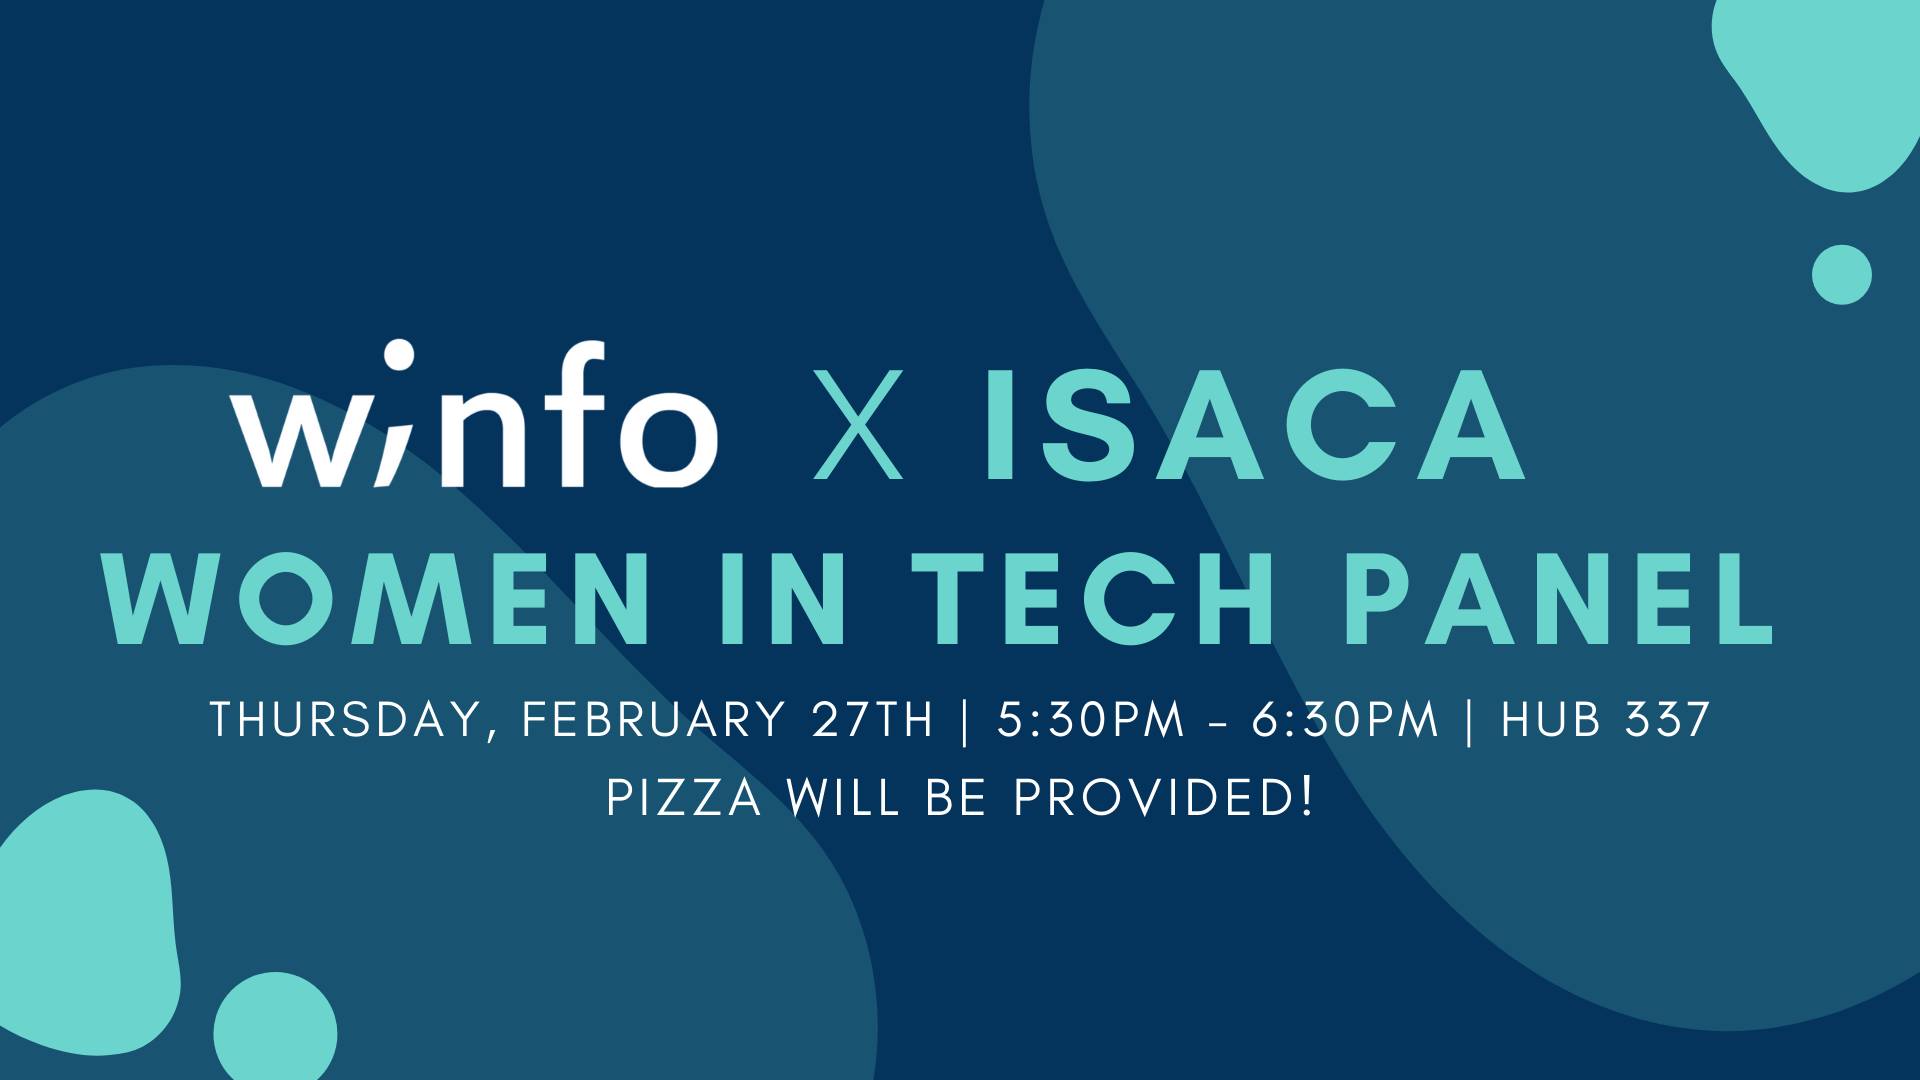 winfo X ISACA
WOMEN IN TECH PANEL
THURSDAY, FEBRUARY 27TH | 5:30PM - 6:30PM | HUB 337
PIZZA WILL BE PROVIDED!